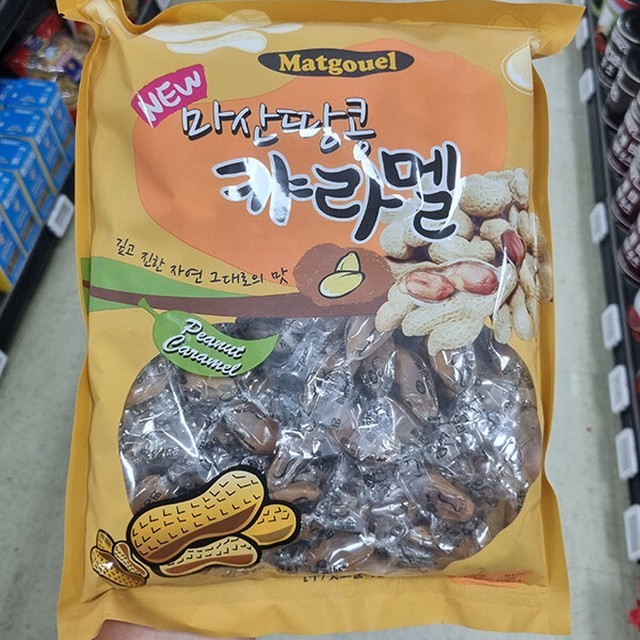 Matgouel
NEW
마산땅콩
캬라멜
깊고 진한 자연 그대로의 맛
Peanut
Caramel